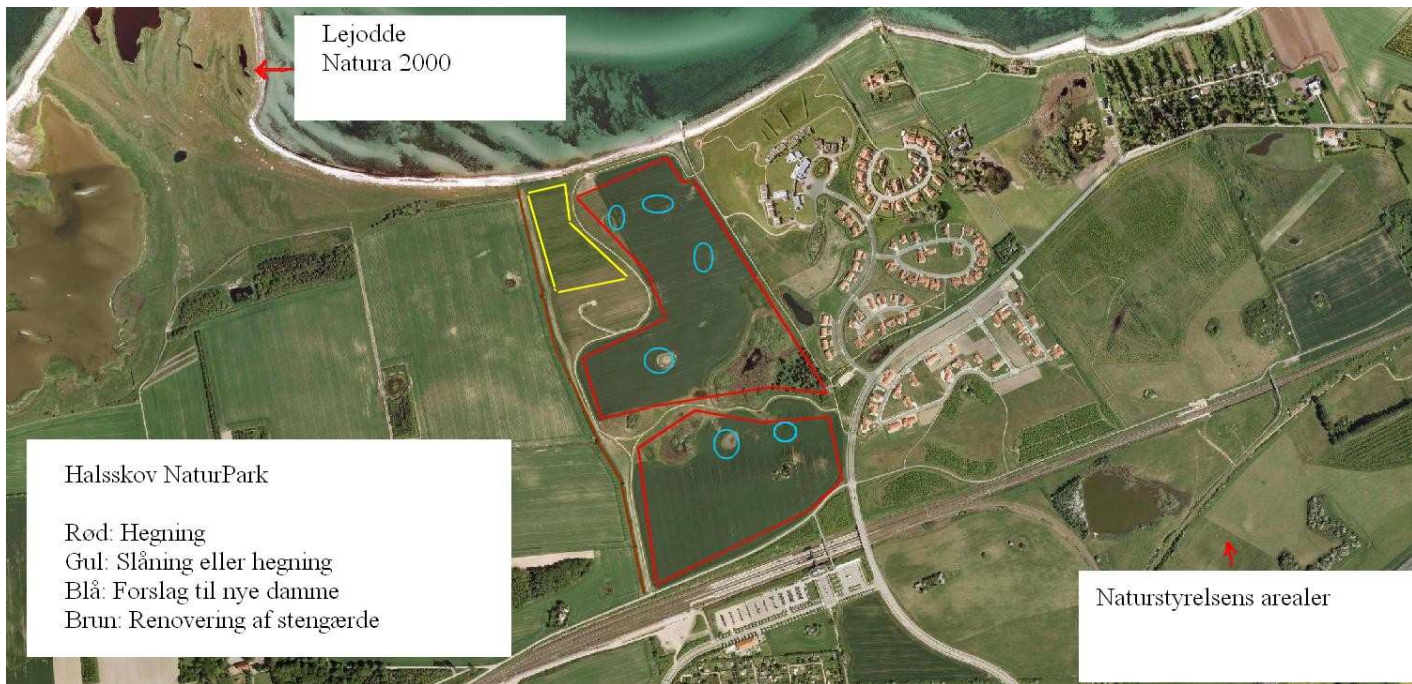 Lejodde
Natura 2000
Halsskov NaturPark
Rød: Hegning
Gul: Slåning eller hegning
Blå: Forslag til nye damme
Brun: Renovering af stengærde
Naturstyrelsens arealer